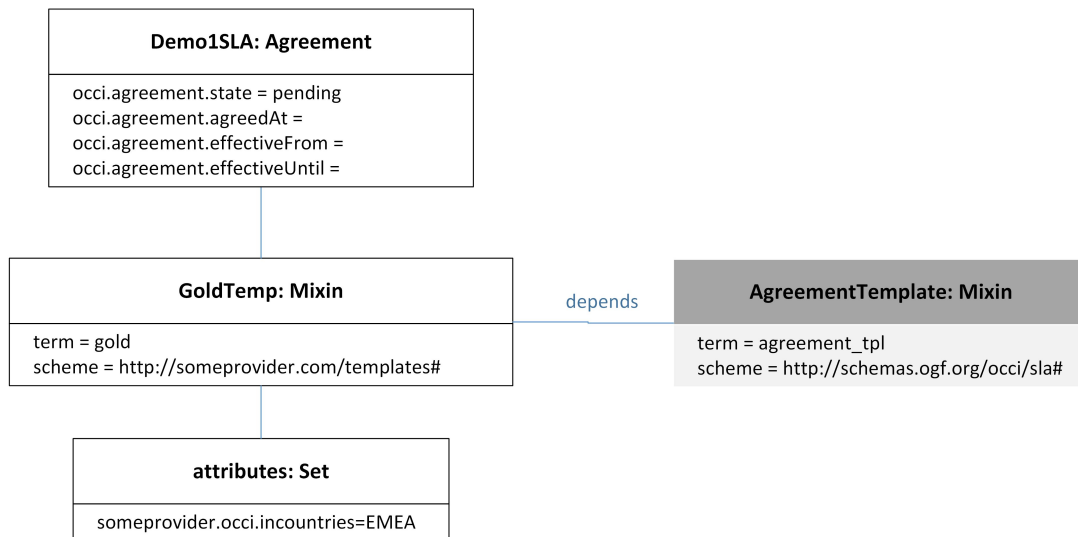 Demo1SLA: Agreement
occi.agreement.state = pending
occi.agreement.agreedAt =
occi.agreement.effectiveFrom =
occi.agreement.effectiveUntil =
GoldTemp: Mixin
term = gold
scheme = http://someprovider.com/templates#
depends
AgreementTemplate: Mixin
term = agreement_tpl
scheme = http://schemas.ogf.org/occi/sla#
attributes: Set
someprovider.occi.incountries=EMEA